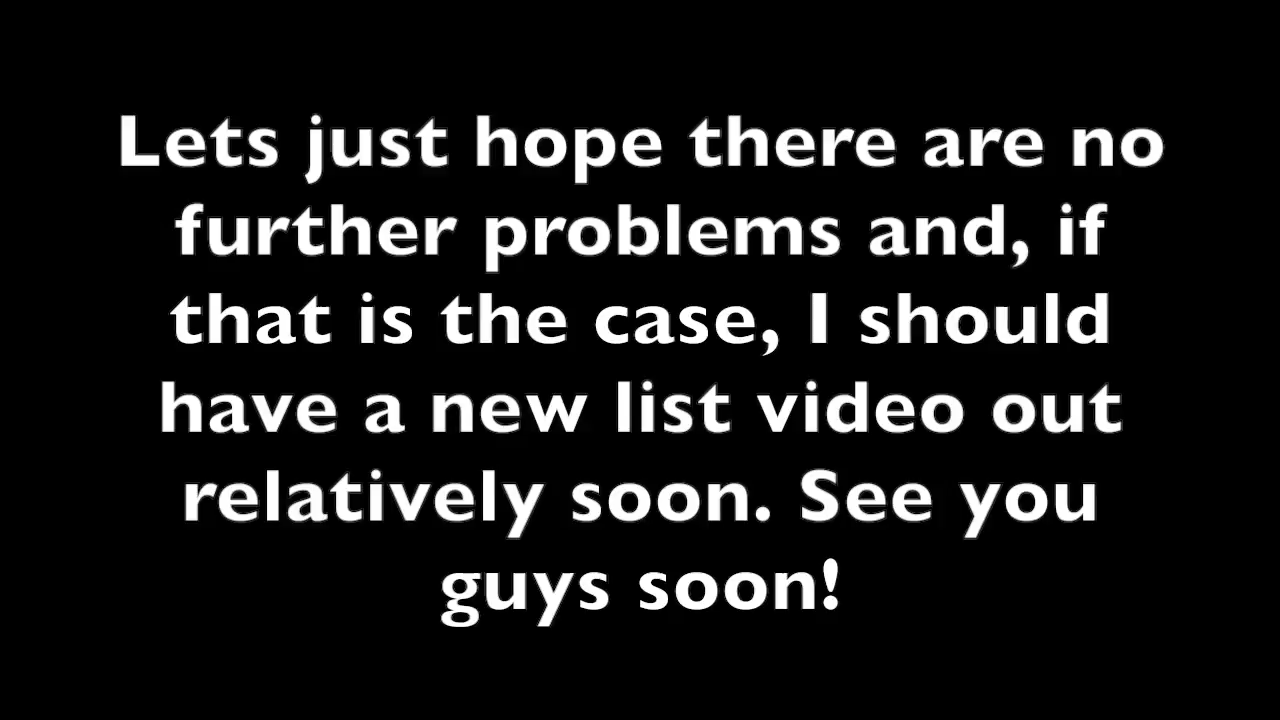 Lets just hope there are no
further problems and, if
that is the case, I should
have a new list video out
relatively soon. See you
guys soon!